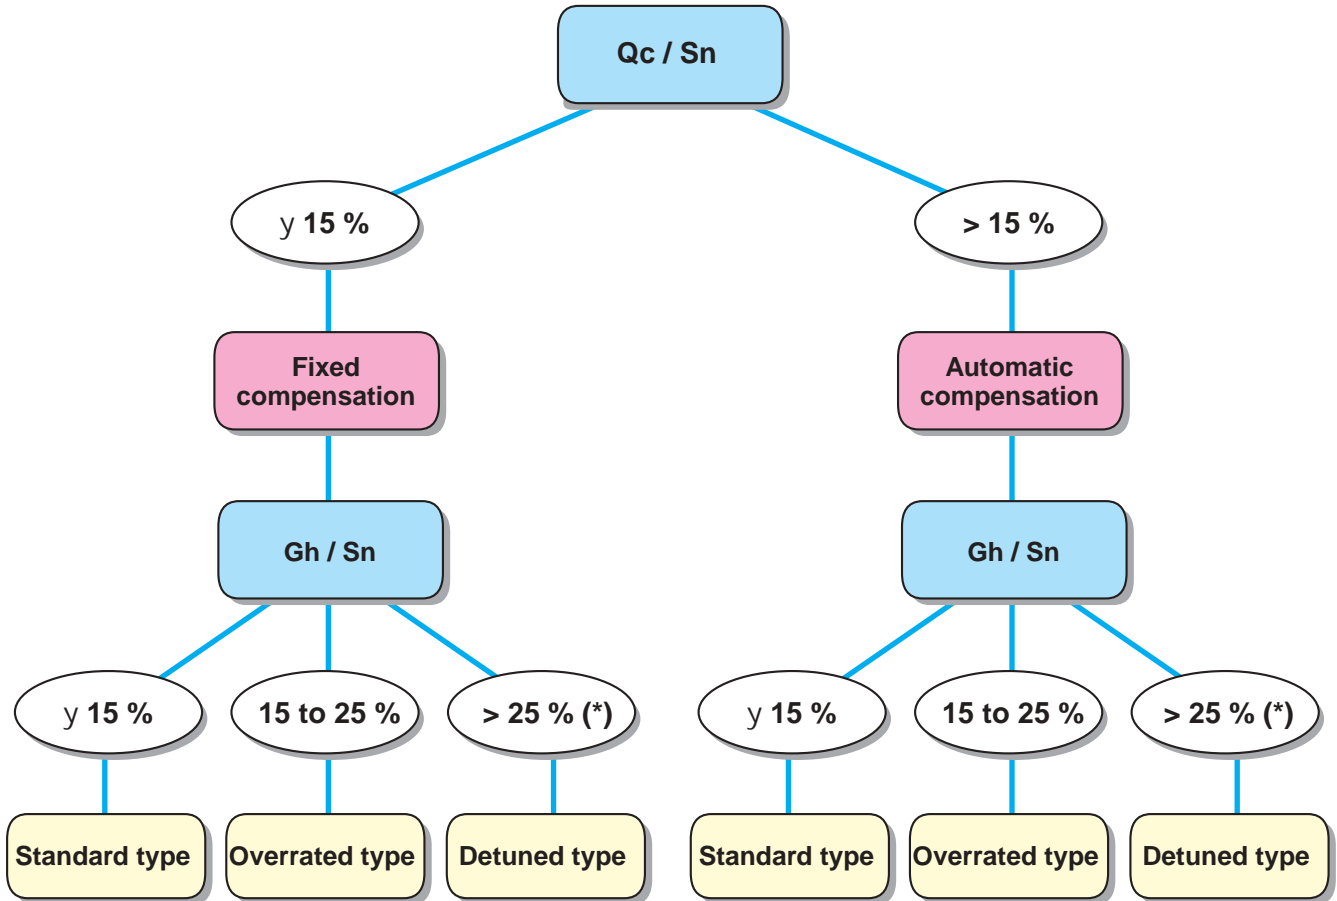 Qc / Sn
y 15 %
> 15 %
Fixed
compensation
Automatic
compensation
Gh / Sn
Gh / Sn
y 15 %
15 to 25 %
> 25 % (*)
y 15 %
15 to 25 %
> 25 % (*)
Standard type
Overrated type
Detuned type
Standard type
Overrated type
Detuned type